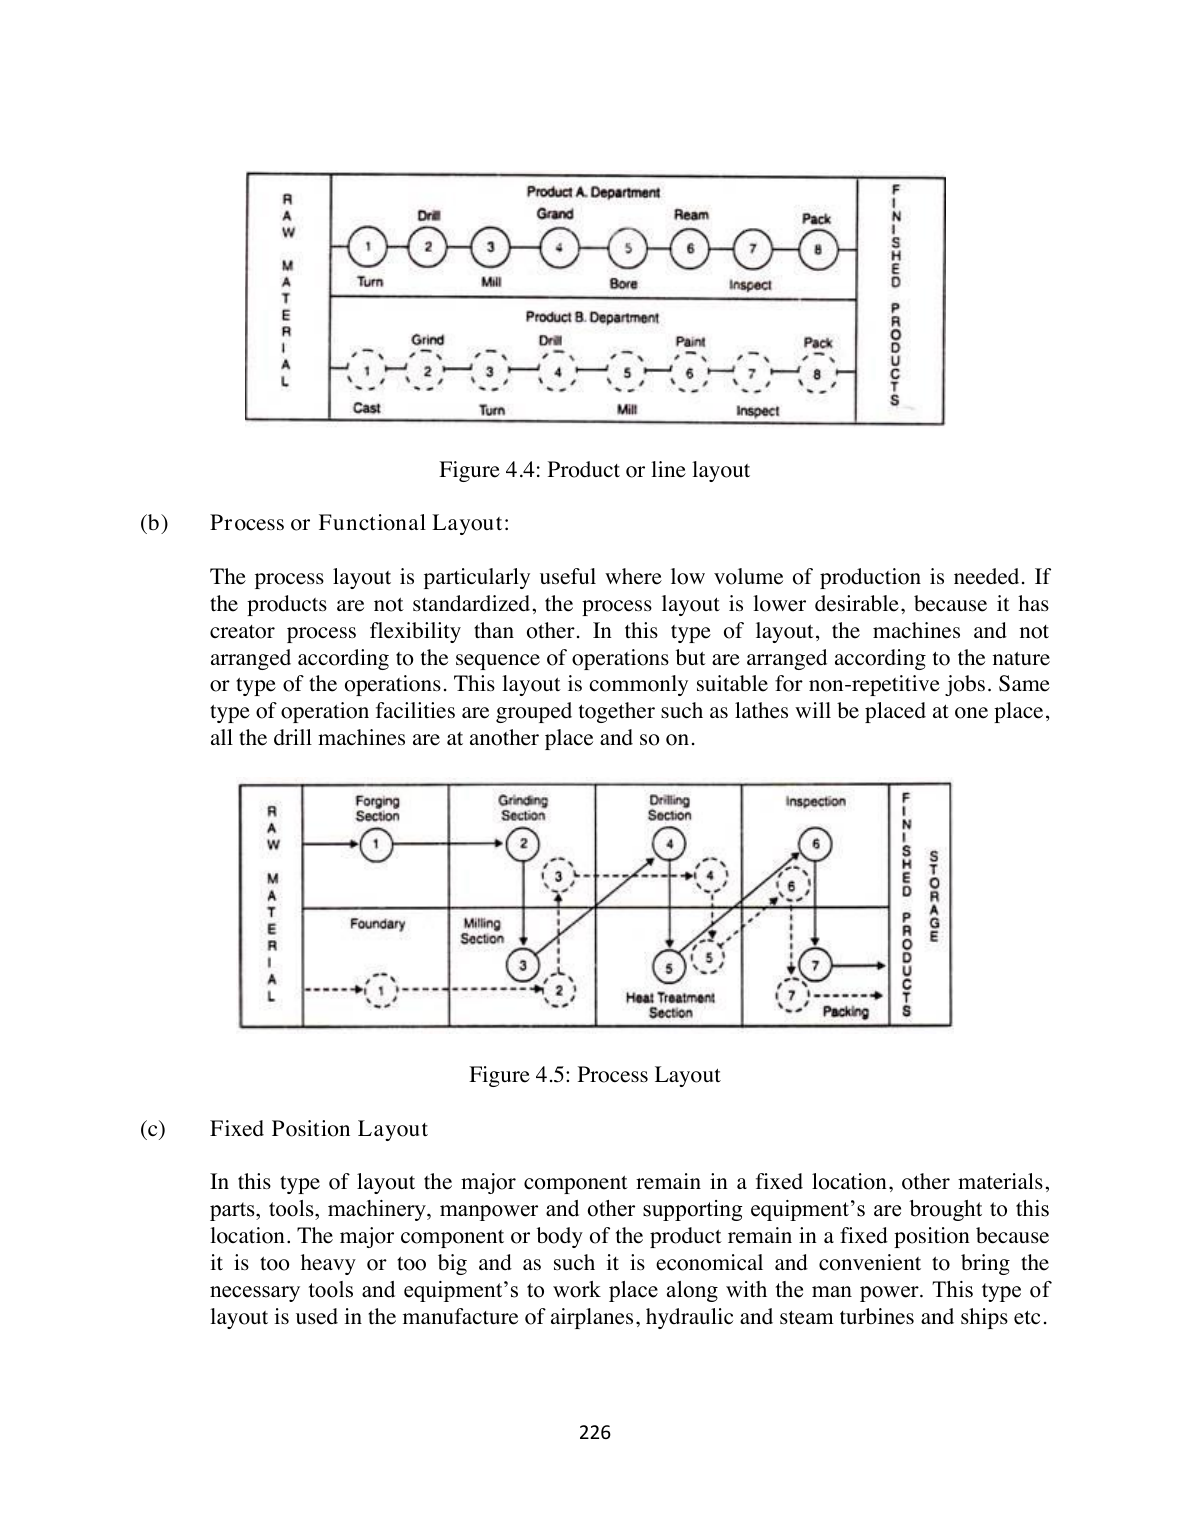 RAW MATERIAL
Product A. Department
Drill Grand Ream Pack
1 2 3 4 5 6 7 8
Turn Mill Bore Inspect
Product B. Department
Grind Drill Paint Pack
1 2 3 4 5 6 7 8
Cast Turn Mill Inspect
FINISHED PRODUCTS
Figure 4.4: Product or line layout
(b) Process or Functional Layout:
The process layout is particularly useful where low volume of production is needed. If
the products are not standardized, the process layout is lower desirable, because it has
creator process flexibility than other. In this type of layout, the machines and not
arranged according to the sequence of operations but are arranged according to the nature
or type of the operations. This layout is commonly suitable for non-repetitive jobs. Same
type of operation facilities are grouped together such as lathes will be placed at one place,
all the drill machines are at another place and so on.
RAW MATERIAL
Forging Section
1
Grinding Section
2
3
Drilling Section
4
4
Inspection
6
6
Foundary
1
Milling Section
3
2
5
5
Heat Treatment Section
7
7
Packing
FINISHED PRODUCTS
STORAGE
Figure 4.5: Process Layout
(c) Fixed Position Layout
In this type of layout the major component remain in a fixed location, other materials,
parts, tools, machinery, manpower and other supporting equipment’s are brought to this
location. The major component or body of the product remain in a fixed position because
it is too heavy or too big and as such it is economical and convenient to bring the
necessary tools and equipment’s to work place along with the man power. This type of
layout is used in the manufacture of airplanes, hydraulic and steam turbines and ships etc.
226